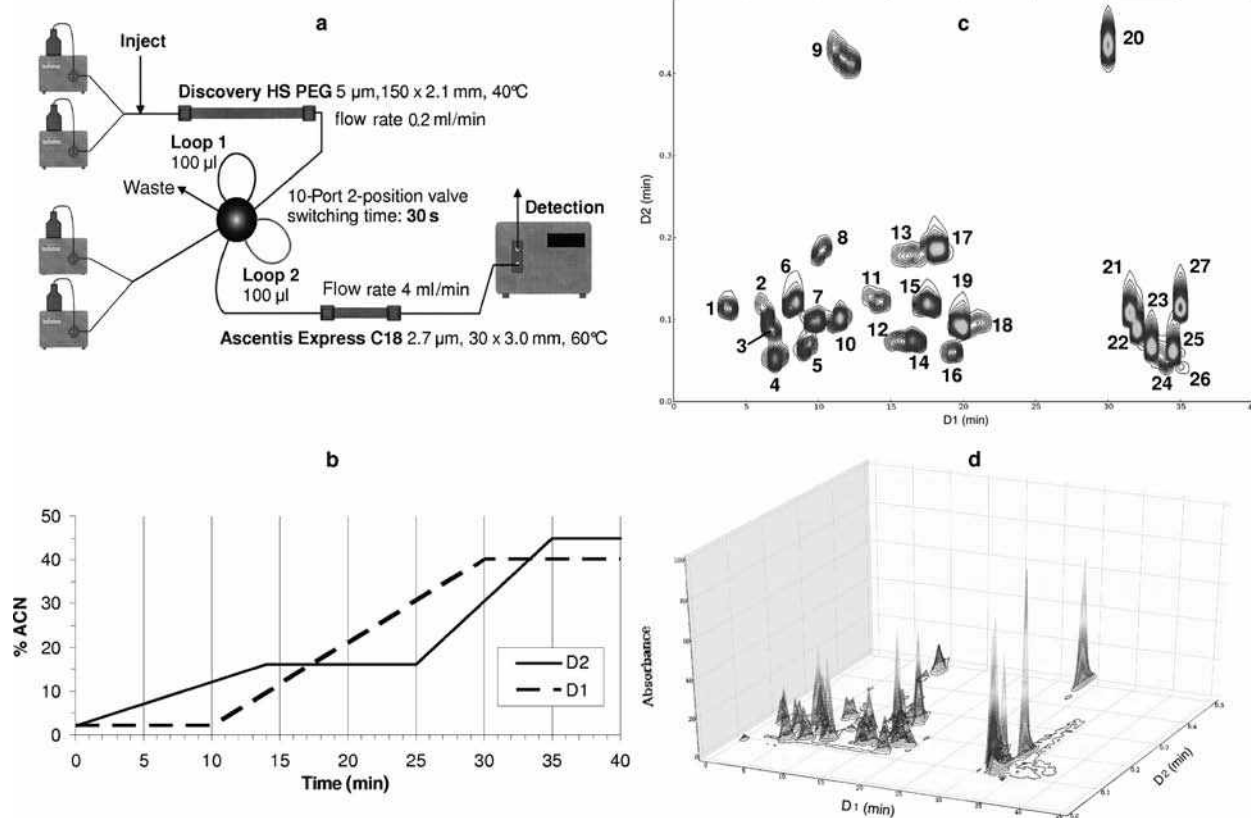 a
Inject
Discovery HS PEG 5 µm,150 x 2.1 mm, 40ºC
flow rate 0.2 ml/min
Loop 1
100 µl
Waste
10-Port 2-position valve
switching time: 30 s
Detection
Loop 2
100 µl
Flow rate 4 ml/min
Ascentis Express C18 2.7 µm, 30 x 3.0 mm, 60ºC
c
D2 (min)
0.4
0.3
0.2
0.1
0.0
0 5 10 15 20 25 30 35
D1 (min)
9
20
8
13
17
2
6
11
15
19
21
23
27
1
7
12
18
3
10
22
25
4
5
14
16
24
26
b
% ACN
50
40
30
20
10
0
0 5 10 15 20 25 30 35 40
Time (min)
D2
D1
d
Absorbance
D1 (min)
D2 (min)